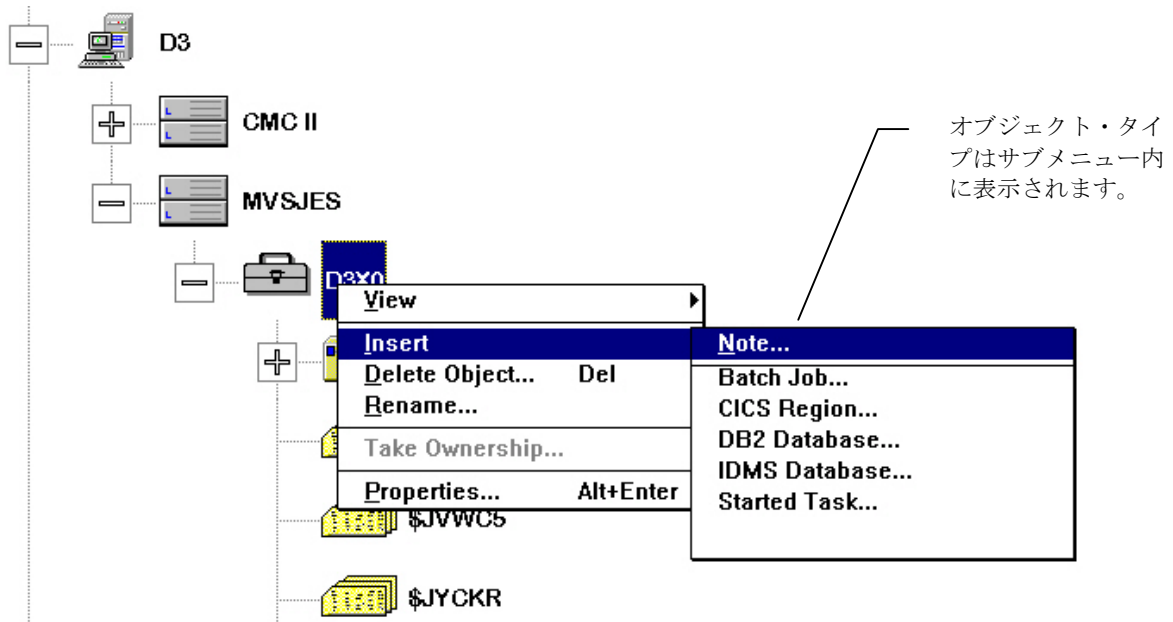 D3
CMC II
オブジェクト・タイ
プはサブメニュー内
に表示されます。
MVSJES
D3X0
View
Insert
Delete Object... Del
Rename...
Take Ownership...
Properties... Alt+Enter
Note...
Batch Job...
CICS Region...
DB2 Database...
IDMS Database...
Started Task...
$JVWC5
$JYCKR